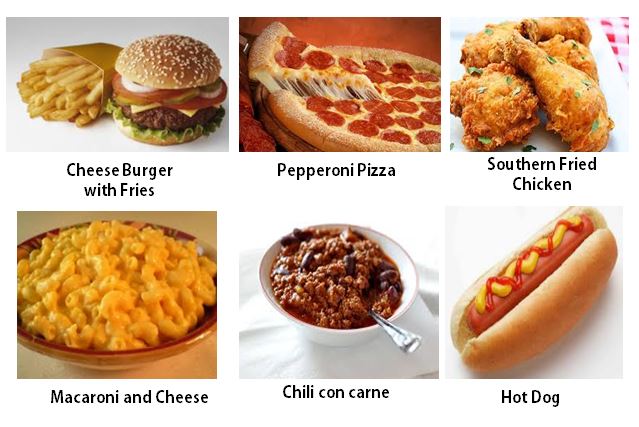 Cheese Burger
with Fries
Pepperoni Pizza
Southern Fried
Chicken
Macaroni and Cheese
Chili con carne
Hot Dog